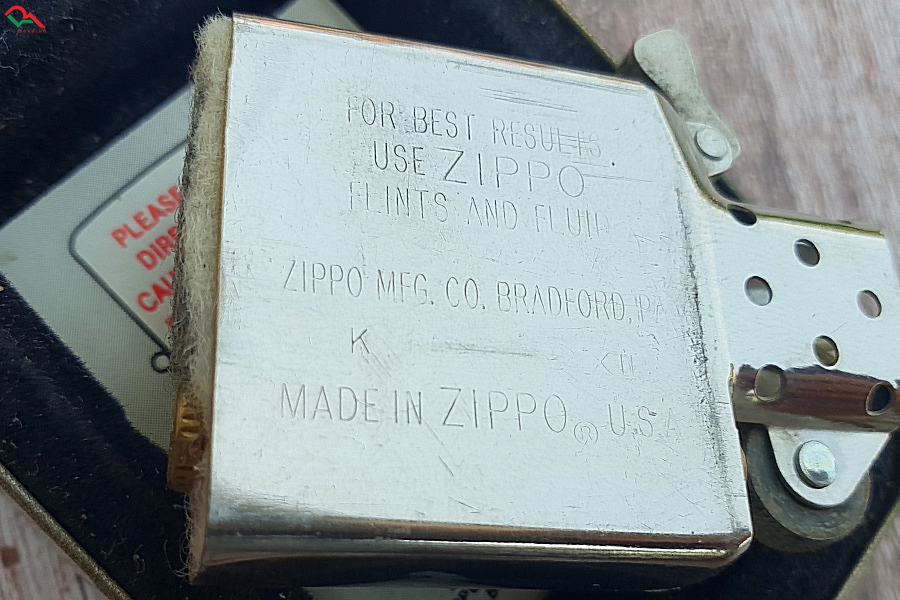 FOR BEST RESULTS
USE ZIPPO
FLINTS AND FLUID
ZIPPO MFG. CO. BRADFORD, PA
K
MADE IN ZIPPO ® U.S.A
PLEASE